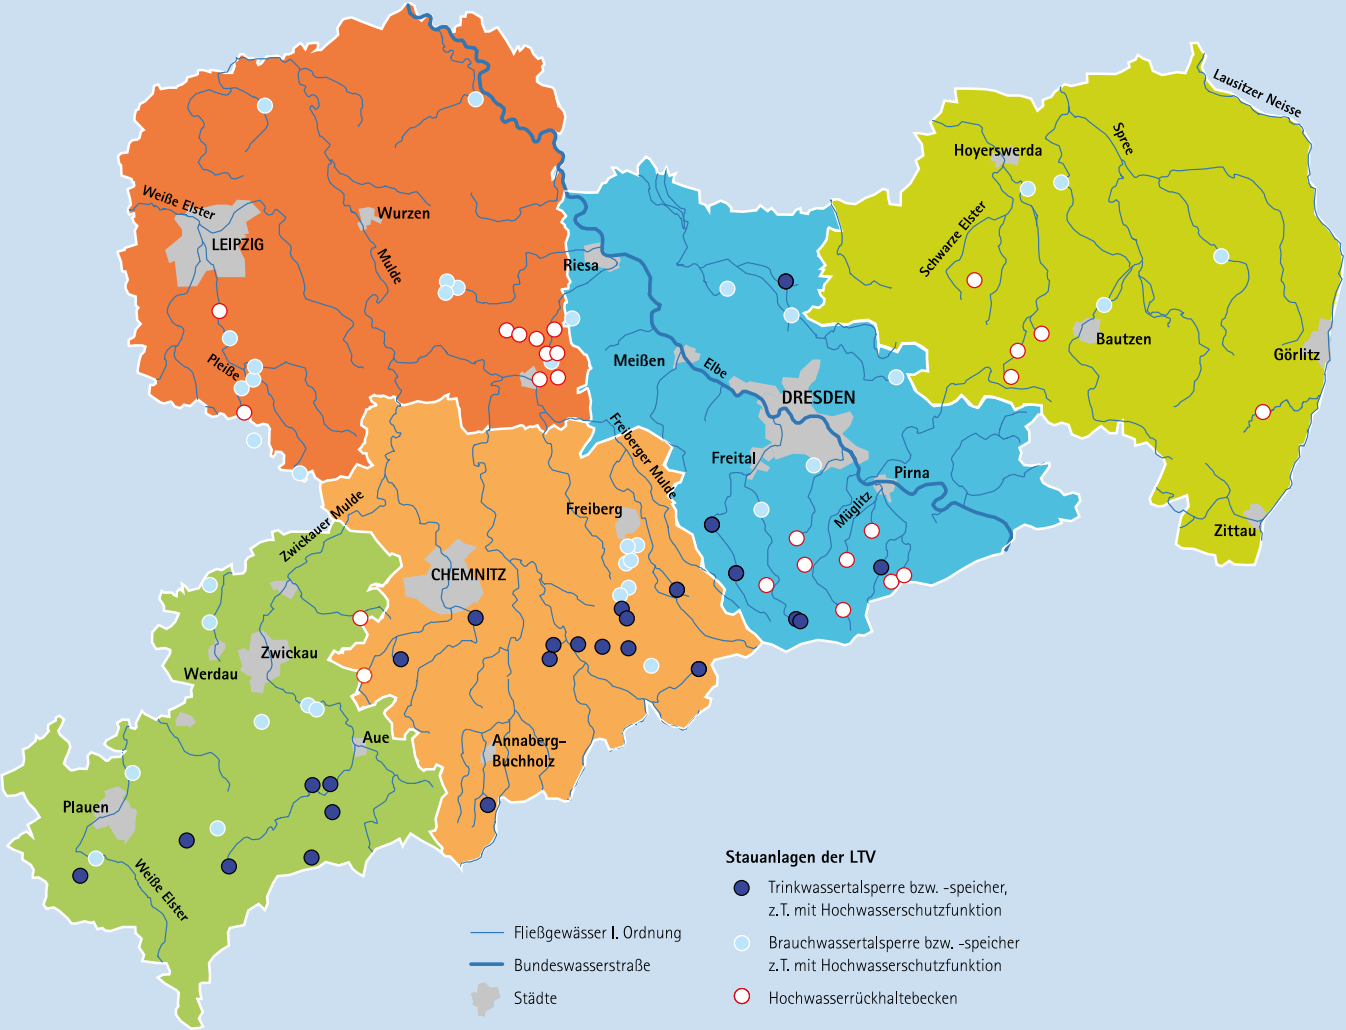 Lausitzer Neisse
Spree
Hoyerswerda
Weiße Elster
Wurzen
LEIPZIG
Schwarze Elster
Mulde
Riesa
Bautzen
Görlitz
Pleiße
Meißen
Elbe
DRESDEN
Freiberger Mulde
Freital
Pirna
Zwickauer Mulde
Freiberg
Müglitz
Zittau
CHEMNITZ
Zwickau
Werdau
Aue
Annaberg-
Buchholz
Plauen
Weiße Elster
Stauanlagen der LTV
Trinkwassertalsperre bzw. -speicher,
z.T. mit Hochwasserschutzfunktion
Fließgewässer I. Ordnung
Brauchwassertalsperre bzw. -speicher
z.T. mit Hochwasserschutzfunktion
Bundeswasserstraße
Städte
Hochwasserrückhaltebecken